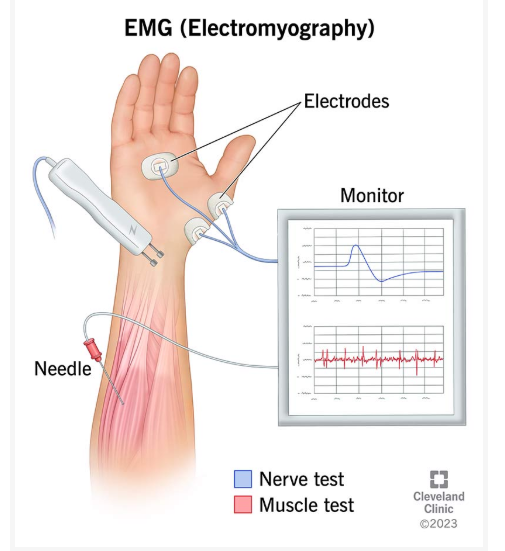 EMG (Electromyography)
Electrodes
Monitor
Needle
Nerve test
Muscle test
Cleveland
Clinic
©2023